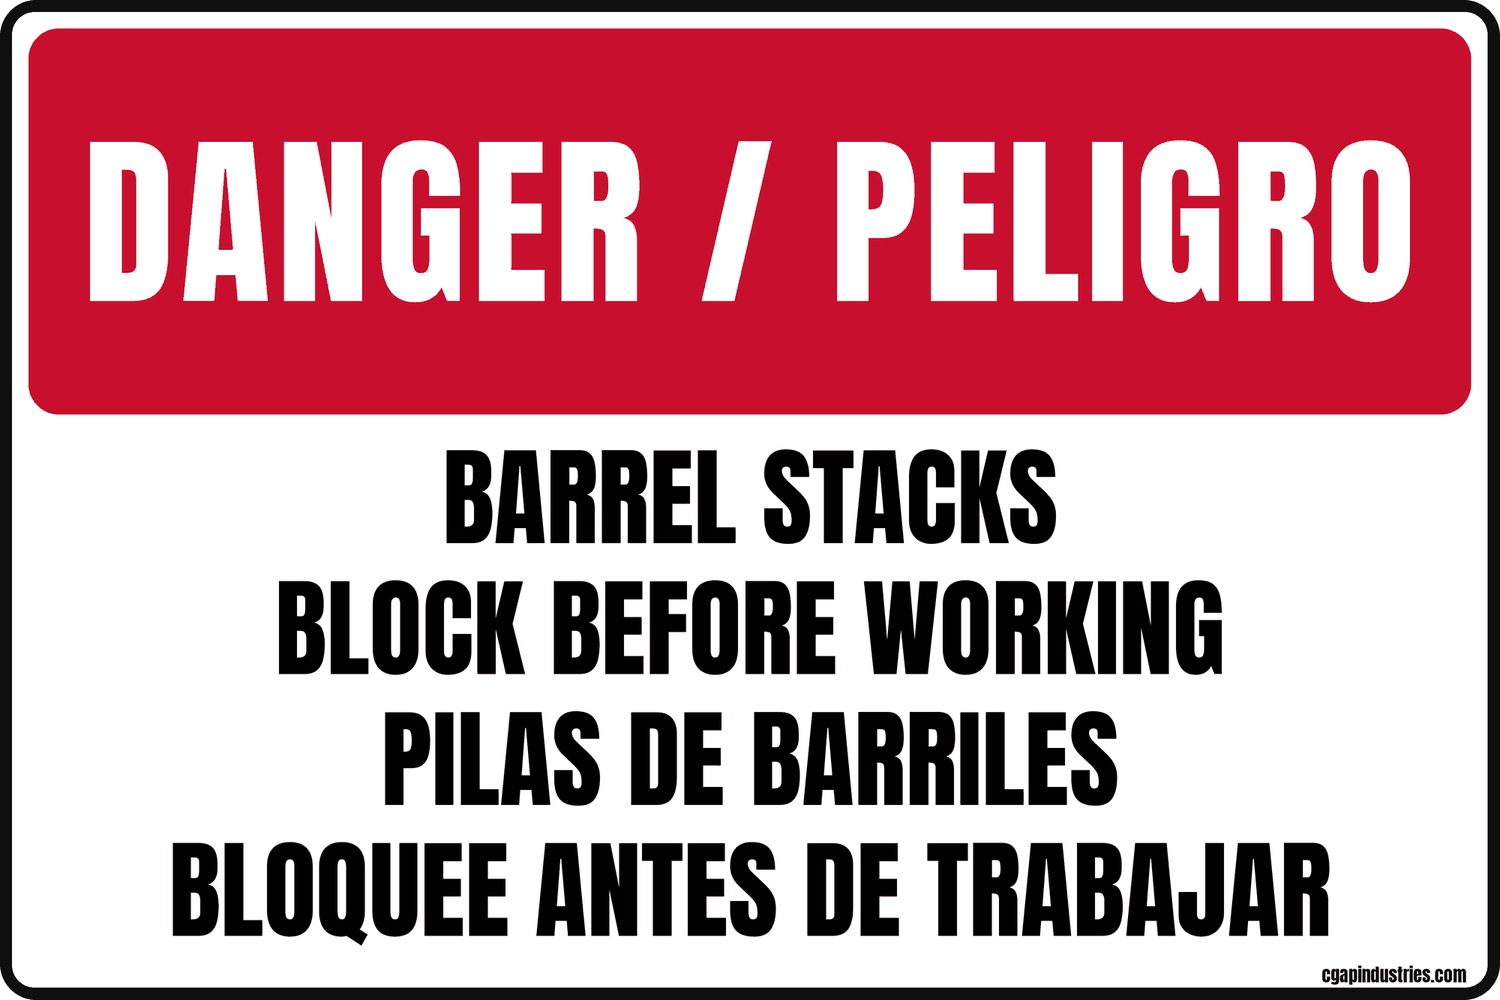 DANGER / PELIGRO
BARREL STACKS
BLOCK BEFORE WORKING
PILAS DE BARRILES
BLOQUEE ANTES DE TRABAJAR
cgapindustries.com